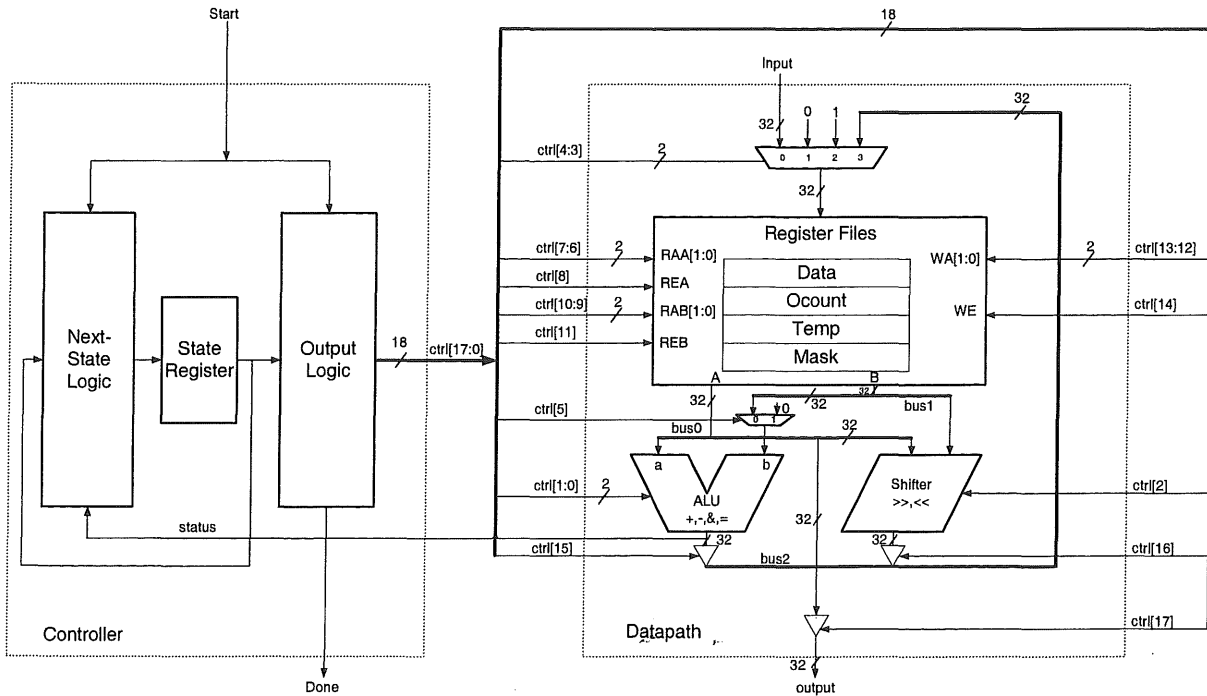 Start
18
Input
32
0
1
32
ctrl[4:3]
2
0
1
2
3
32
Register Files
ctrl[7:6]
2
RAA[1:0]
WA[1:0]
2
ctrl[13:12]
Data
ctrl[8]
REA
Ocount
ctrl[10:9]
2
RAB[1:0]
WE
ctrl[14]
Temp
ctrl[11]
REB
Mask
Next-
State
Logic
State
Register
Output
Logic
18
ctrl[17:0]
A
B
32
32
32
bus1
ctrl[5]
0
1
0
bus0
32
a
b
ctrl[1:0]
2
ALU
+,-,&,=
Shifter
>>,<<
ctrl[2]
status
32
32
32
ctrl[15]
bus2
ctrl[16]
Controller
Datapath
ctrl[17]
32
Done
output